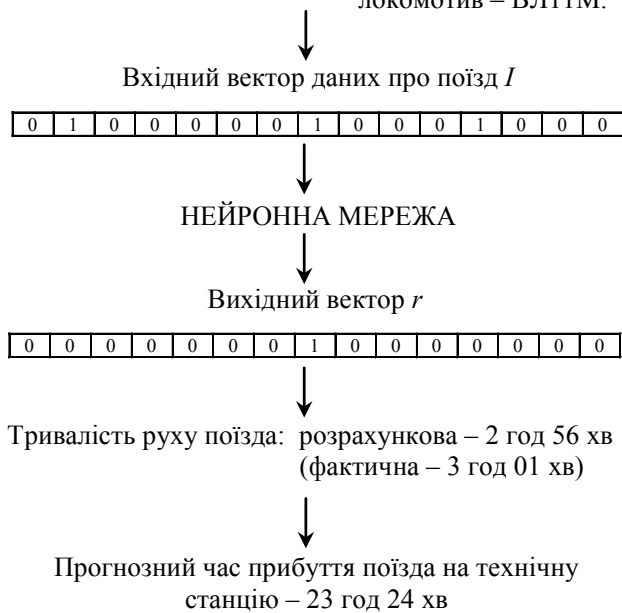 локомотив – ВЛ11М.
Вхідний вектор даних про поїзд I
0 1 0 0 0 0 0 1 0 0 0 1 0 0 0
НЕЙРОННА МЕРЕЖА
Вихідний вектор r
0 0 0 0 0 0 0 1 0 0 0 0 0 0 0
Тривалість руху поїзда: розрахункова – 2 год 56 хв
(фактична – 3 год 01 хв)
Прогнозний час прибуття поїзда на технічну
станцію – 23 год 24 хв